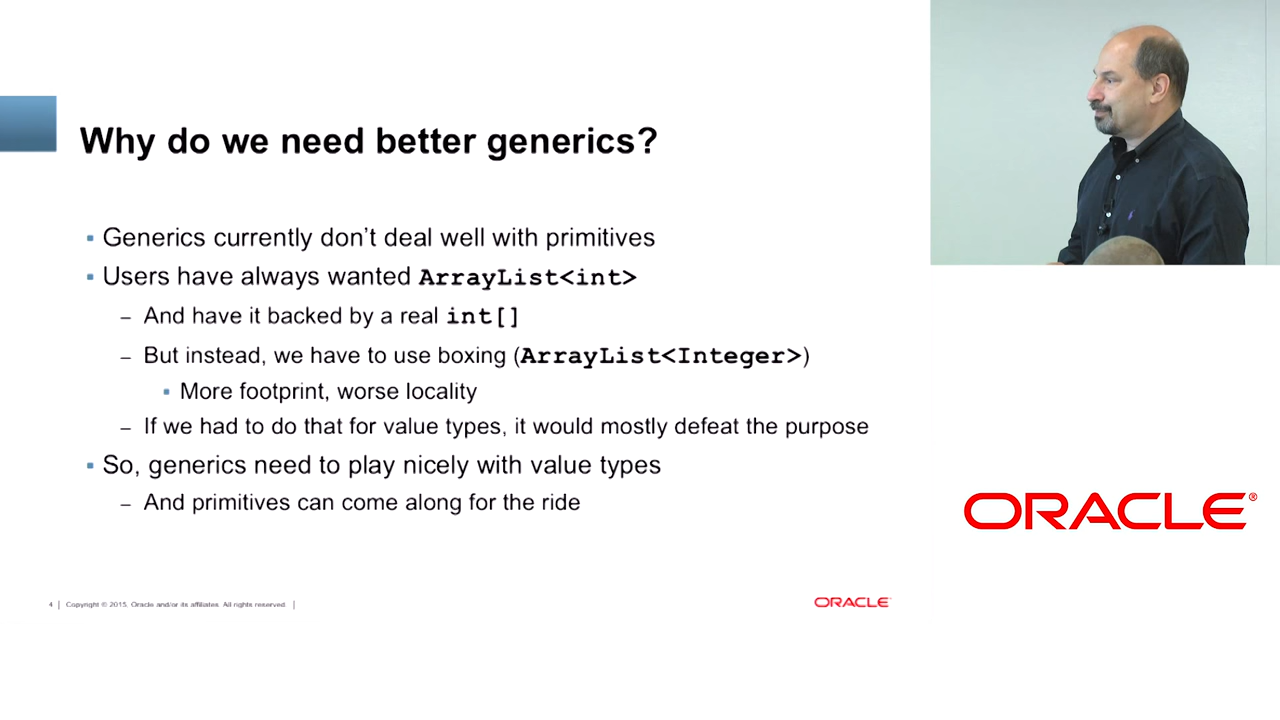 Why do we need better generics?
▪ Generics currently don't deal well with primitives
▪ Users have always wanted ArrayList<int>
– And have it backed by a real int[]
– But instead, we have to use boxing (ArrayList<Integer>)
▪ More footprint, worse locality
– If we had to do that for value types, it would mostly defeat the purpose
▪ So, generics need to play nicely with value types
– And primitives can come along for the ride
ORACLE®
4 | Copyright © 2015, Oracle and/or its affiliates. All rights reserved. |
ORACLE